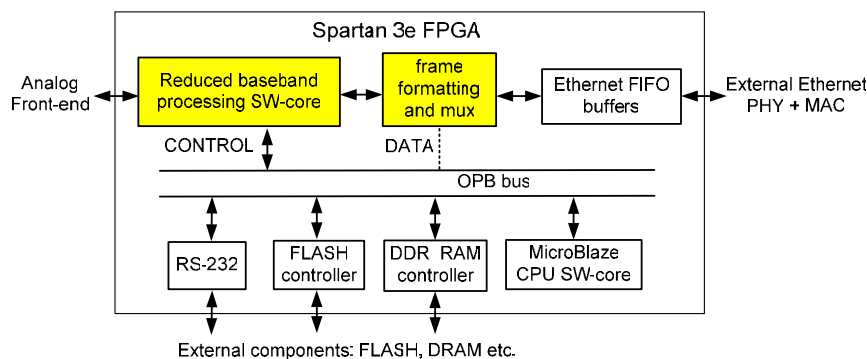 Spartan 3e FPGA
Analog
Front-end
Reduced baseband
processing SW-core
frame
formatting
and mux
Ethernet FIFO
buffers
External Ethernet
PHY + MAC
CONTROL
DATA
OPB bus
RS-232
FLASH
controller
DDR RAM
controller
MicroBlaze
CPU SW-core
External components: FLASH, DRAM etc.